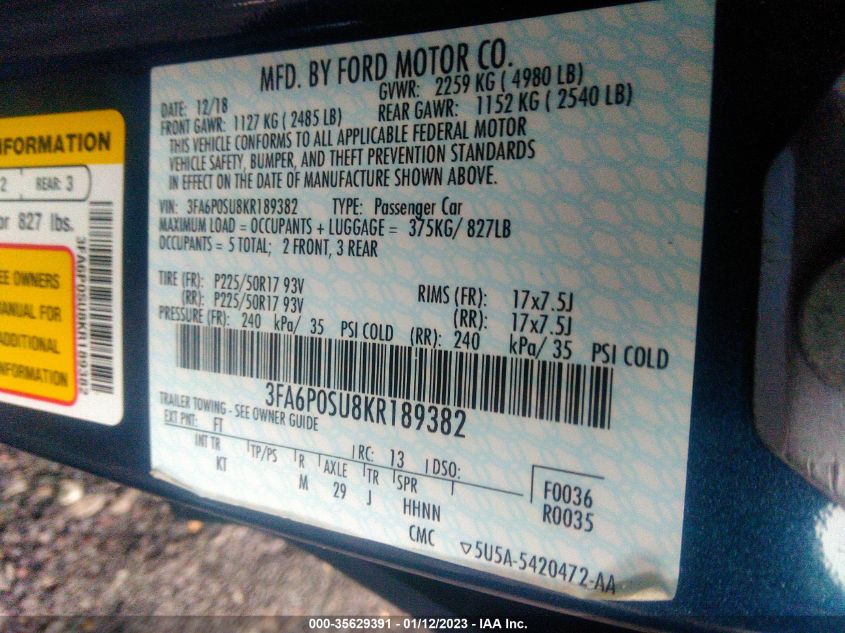 MFD. BY FORD MOTOR CO.
DATE: 12/18 GVWR: 2259 KG ( 4980 LB)
FRONT GAWR: 1127 KG ( 2485 LB) REAR GAWR: 1152 KG ( 2540 LB)
THIS VEHICLE CONFORMS TO ALL APPLICABLE FEDERAL MOTOR
VEHICLE SAFETY, BUMPER, AND THEFT PREVENTION STANDARDS
IN EFFECT ON THE DATE OF MANUFACTURE SHOWN ABOVE.
VIN: 3FA6P0SU8KR189382 TYPE: Passenger Car
MAXIMUM LOAD = OCCUPANTS + LUGGAGE = 375KG/ 827LB
OCCUPANTS = 5 TOTAL; 2 FRONT, 3 REAR
TIRE (FR): P225/50R17 93V RIMS (FR): 17x7.5J
(RR): P225/50R17 93V (RR): 17x7.5J
PRESSURE (FR): 240 kPa/ 35 PSI COLD (RR): 240 kPa/ 35 PSI COLD
3FA6P0SU8KR189382
TRAILER TOWING - SEE OWNER GUIDE
EXT PNT: FT RC: 13 DSO:
INT TR TP/PS R AXLE TR SPR
KT M 29 J HHNN
CMC
F0036
R0035
5U5A-5420472-AA
INFORMATION
2 REAR: 3
or 827 lbs.
3FA6P0SU8KR189382
SEE OWNERS
MANUAL FOR
ADDITIONAL
INFORMATION
000-35629391 - 01/12/2023 - IAA Inc.